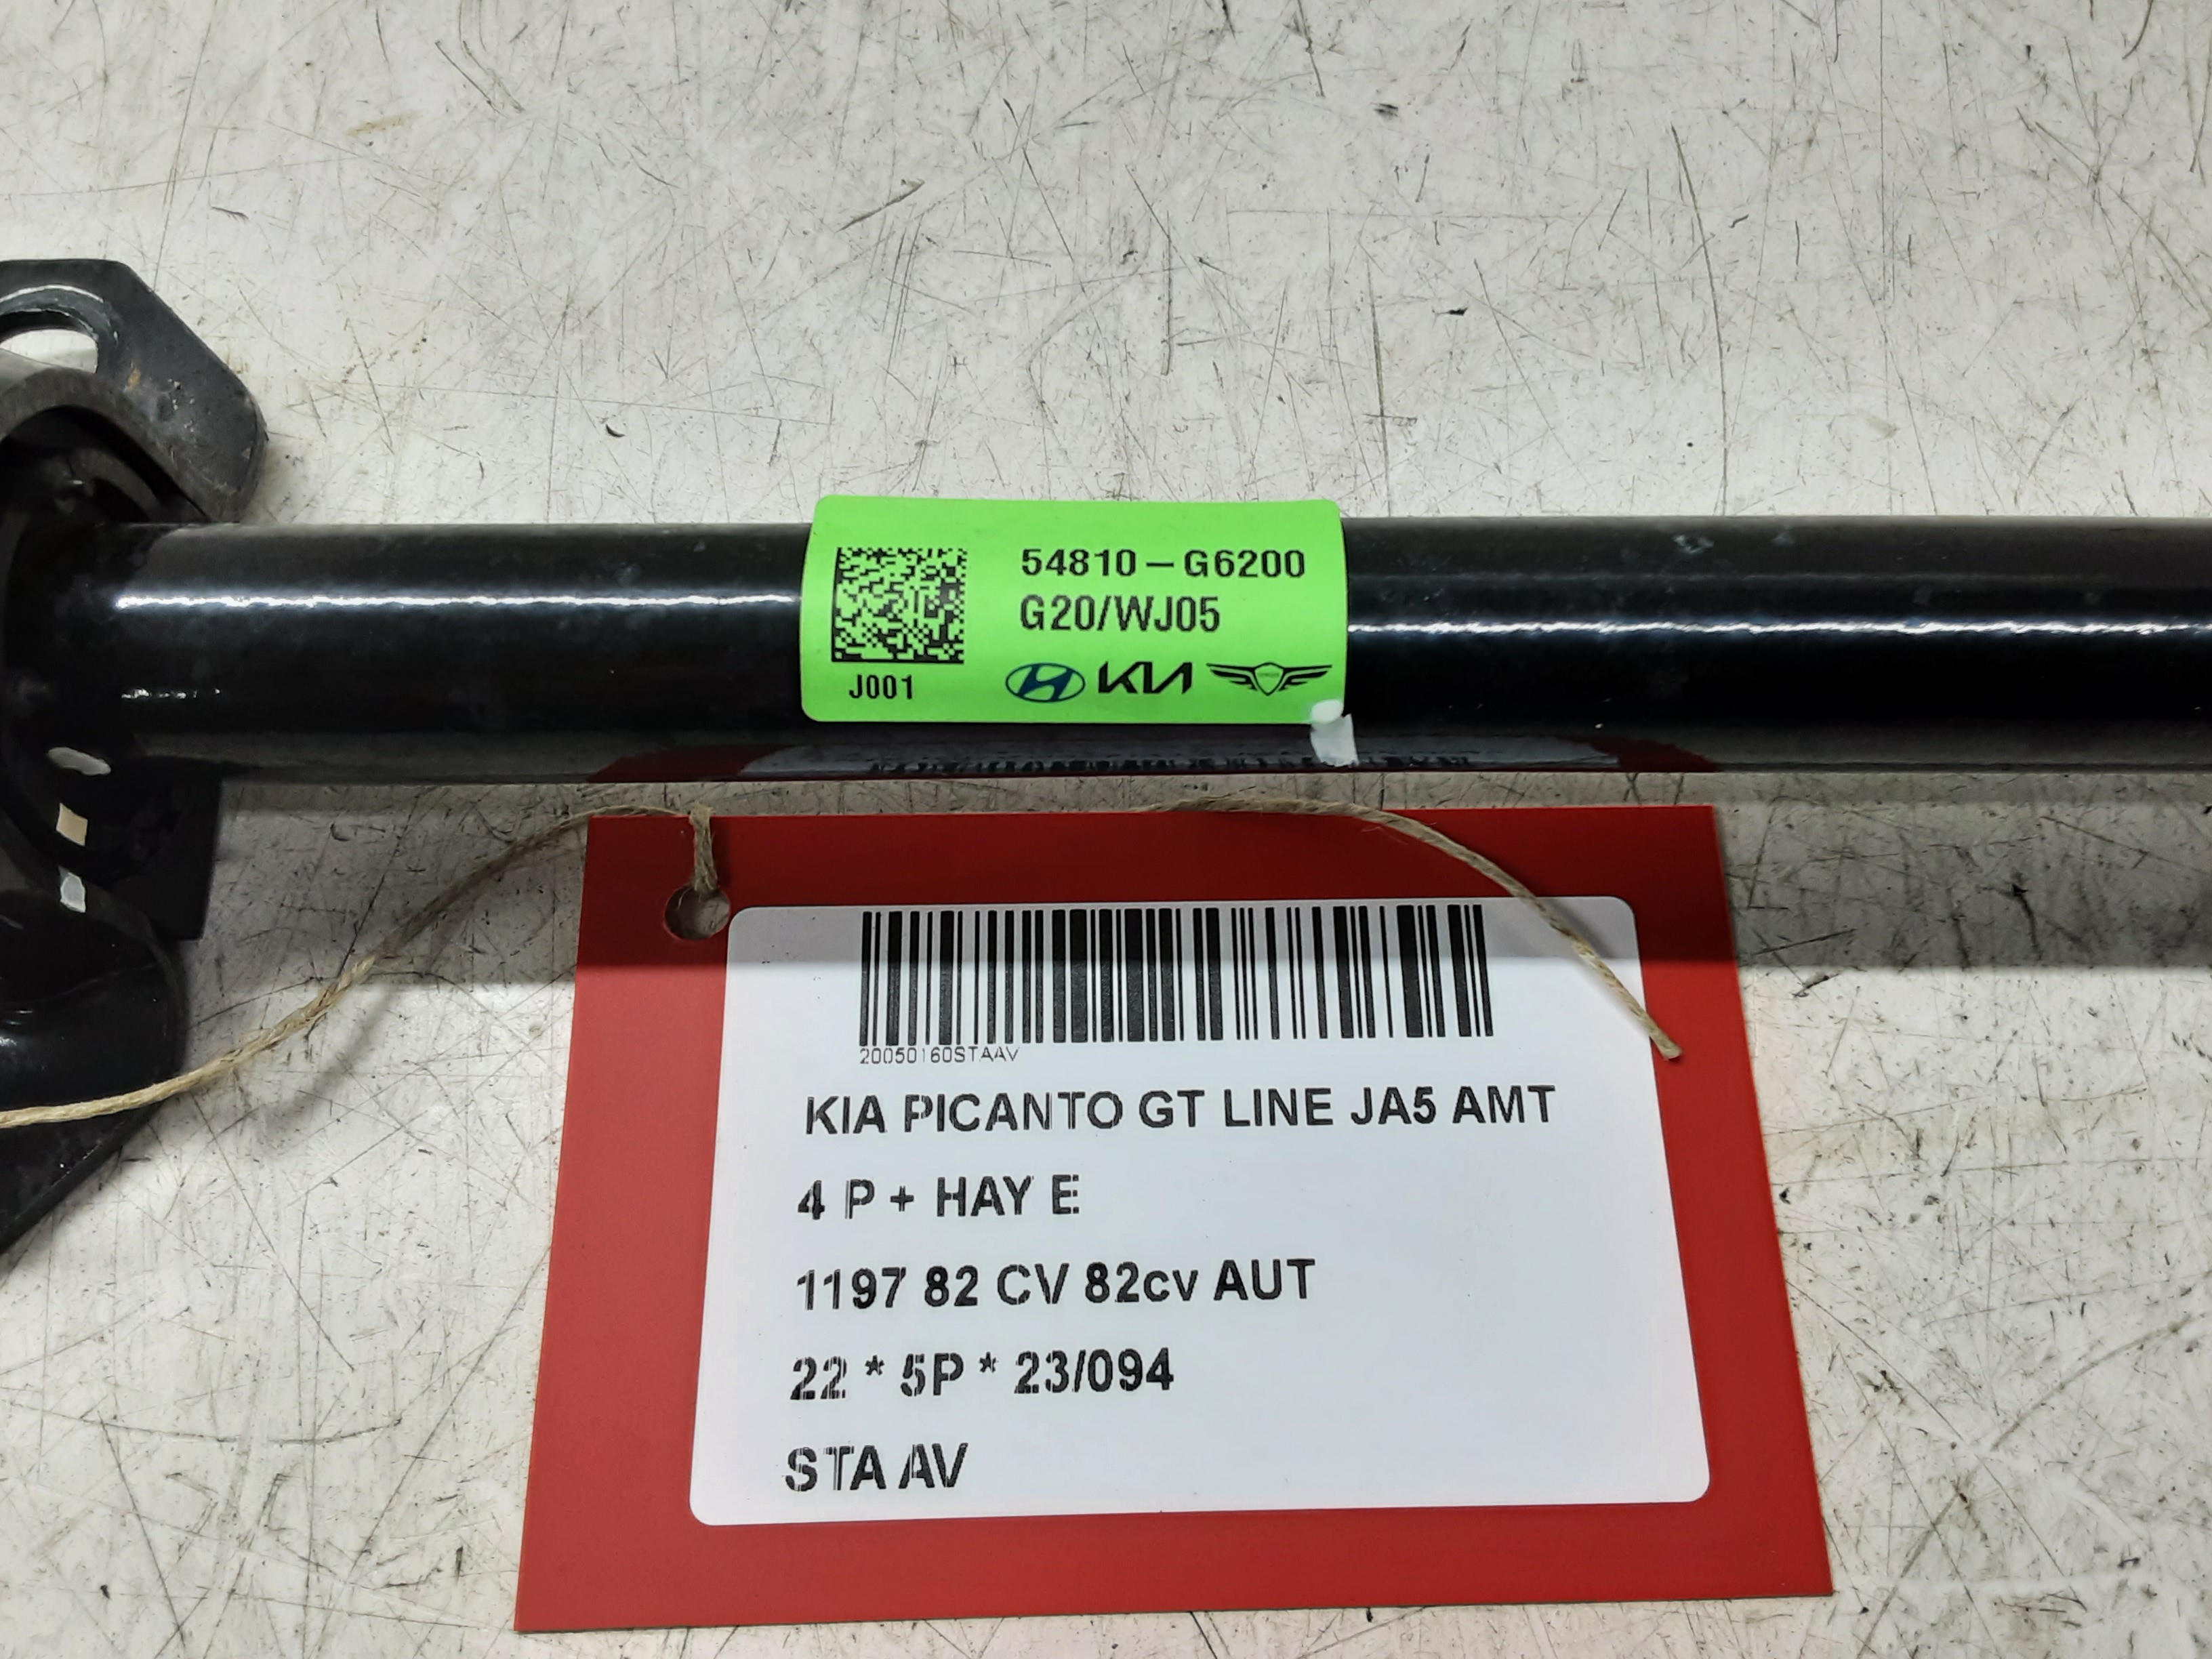 54810-G6200
G20/WJ05
J001
KIA
20050160STAAV
KIA PICANTO GT LINE JA5 AMT
4 P + HAY E
1197 82 CV 82cv AUT
22 * 5P * 23/094
STA AV